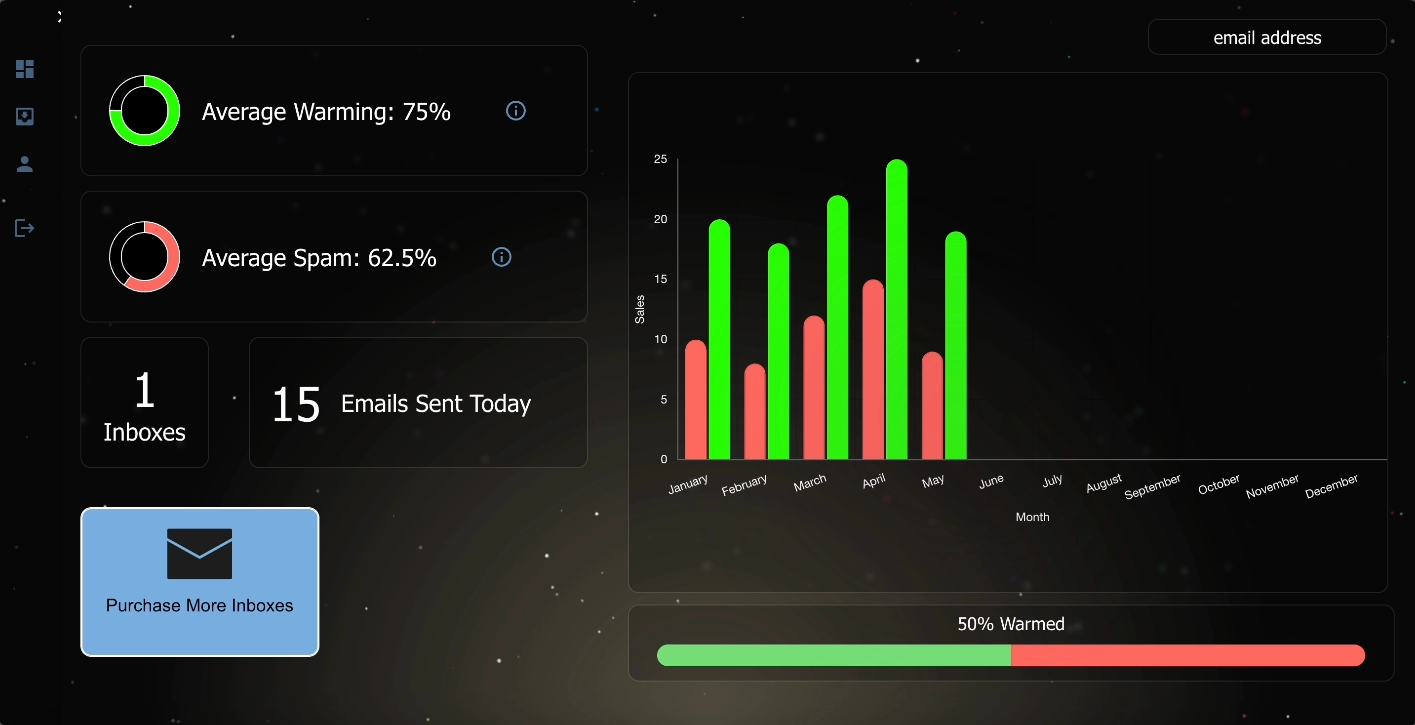 email address
Average Warming: 75%
Average Spam: 62.5%
1
Inboxes
15 Emails Sent Today
Purchase More Inboxes
25
20
15
10
5
0
Sales
January February March April May June July August September October November December
Month
50% Warmed